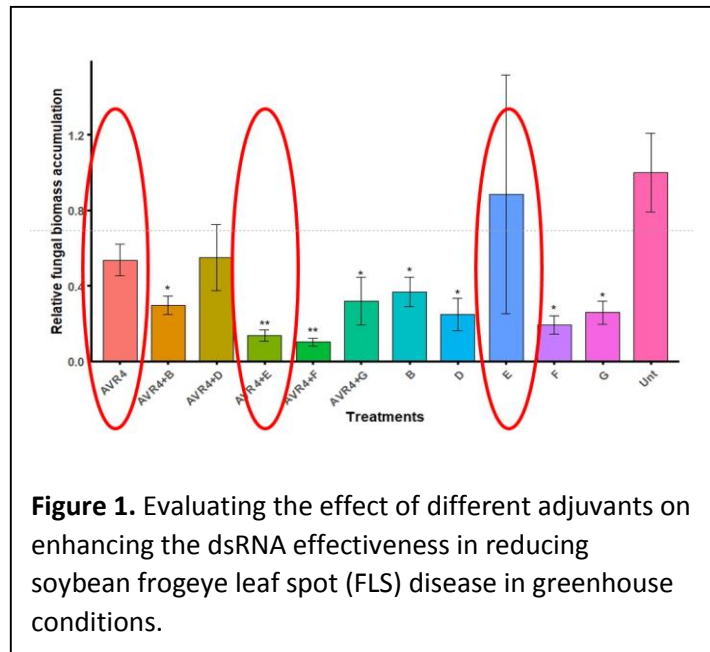 Relative fungal biomass accumulation
1.2
0.8
0.4
0.0
* ** ** * * * * *
AVR4 AVR4+B AVR4+D AVR4+E AVR4+F AVR4+G B D E F G Unt
Treatments
Figure 1. Evaluating the effect of different adjuvants on
enhancing the dsRNA effectiveness in reducing
soybean frogeye leaf spot (FLS) disease in greenhouse
conditions.